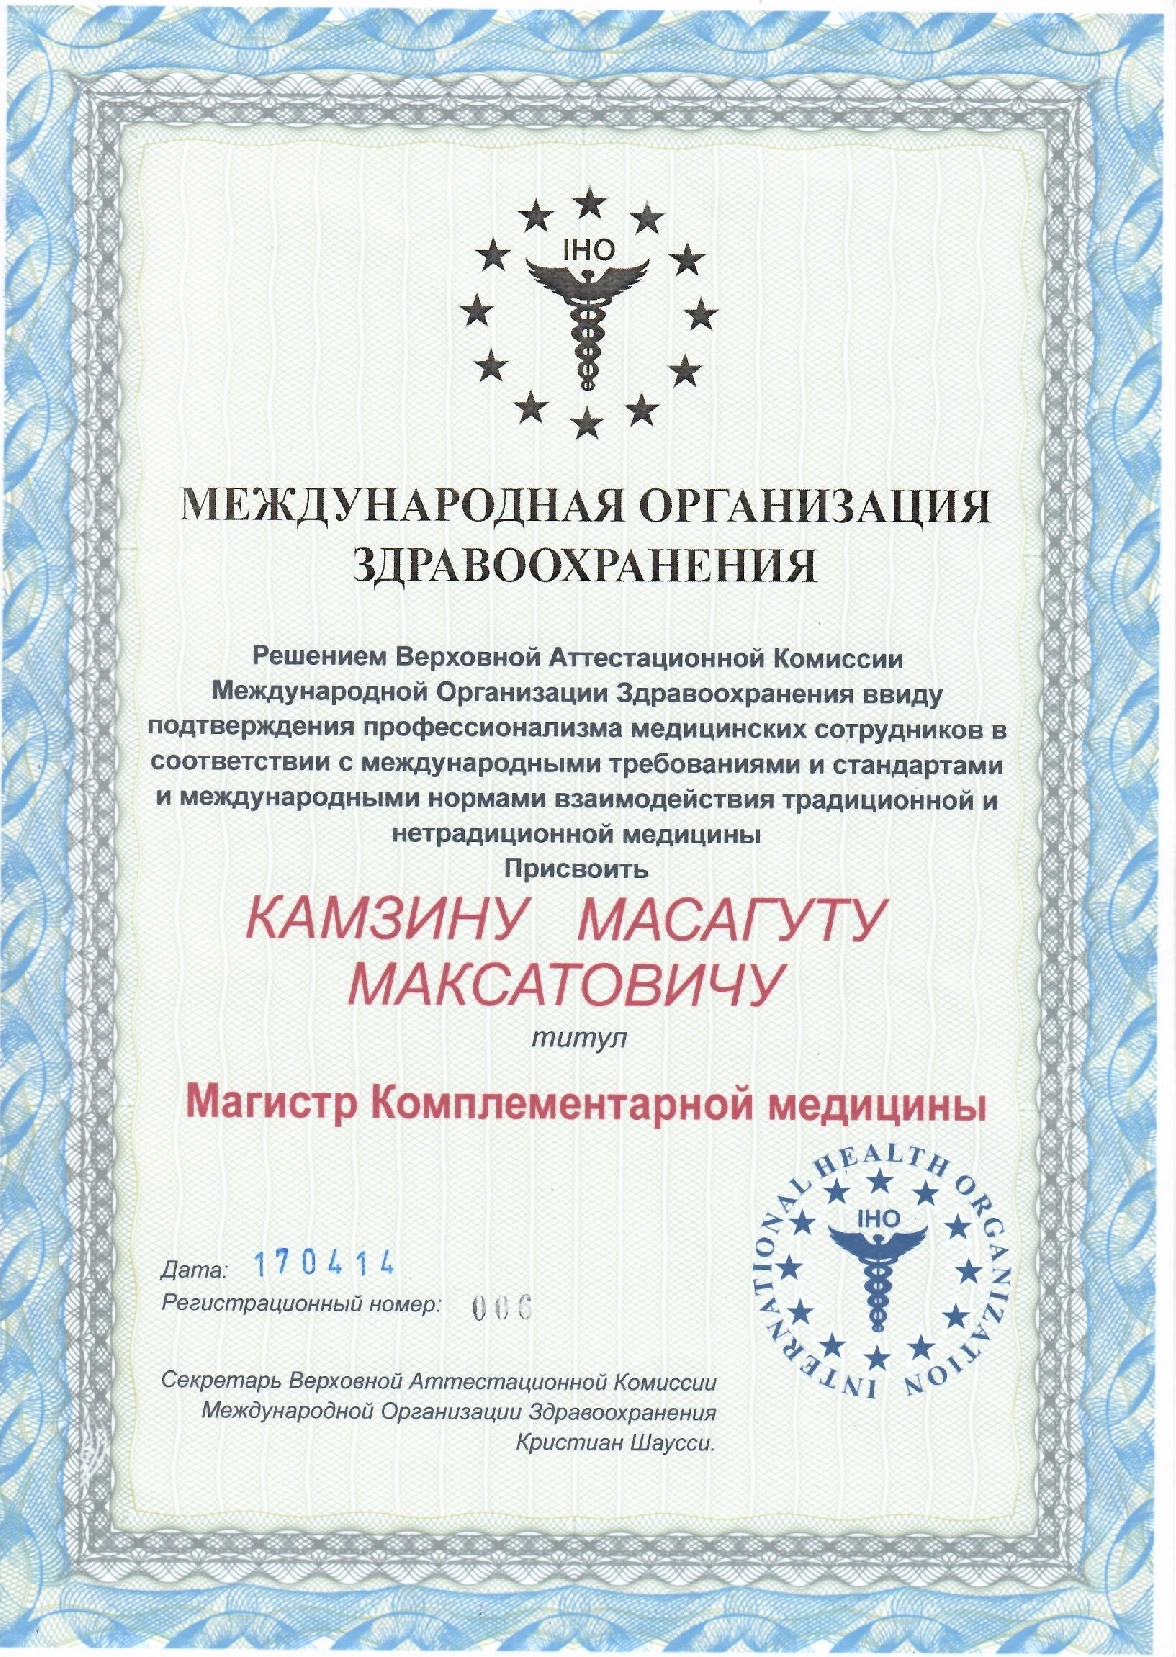 IHO
МЕЖДУНАРОДНАЯ ОРГАНИЗАЦИЯ
ЗДРАВООХРАНЕНИЯ
Решением Верховной Аттестационной Комиссии
Международной Организации Здравоохранения ввиду
подтверждения профессионализма медицинских сотрудников в
соответствии с международными требованиями и стандартами
и международными нормами взаимодействия традиционной и
нетрадиционной медицины
Присвоить
КАМЗИНУ МАСАГУТУ
МАКСАТОВИЧУ
титул
Магистр Комплементарной медицины
INTERNATIONAL HEALTH ORGANIZATION
IHO
Дата: 170414
Регистрационный номер: 006
Секретарь Верховной Аттестационной Комиссии
Международной Организации Здравоохранения
Кристиан Шаусси.